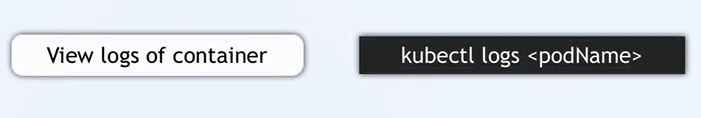 View logs of container
kubectl logs <podName>